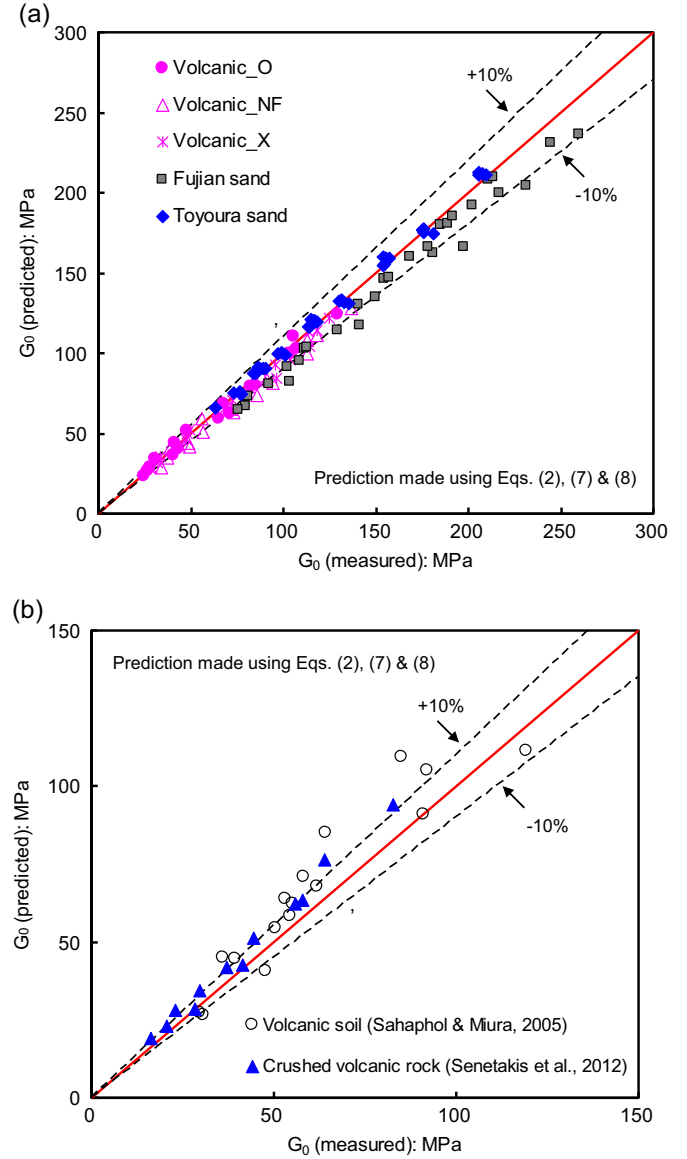 (a)
300
250
200
150
100
50
0
G₀ (predicted): MPa
Volcanic_O
Volcanic_NF
Volcanic_X
Fujian sand
Toyoura sand
+10%
-10%
,
Prediction made using Eqs. (2), (7) & (8)
0 50 100 150 200 250 300
G₀ (measured): MPa
(b)
150
100
50
0
G₀ (predicted): MPa
Prediction made using Eqs. (2), (7) & (8)
+10%
-10%
,
Volcanic soil (Sahaphol & Miura, 2005)
Crushed volcanic rock (Senetakis et al., 2012)
0 50 100 150
G₀ (measured): MPa